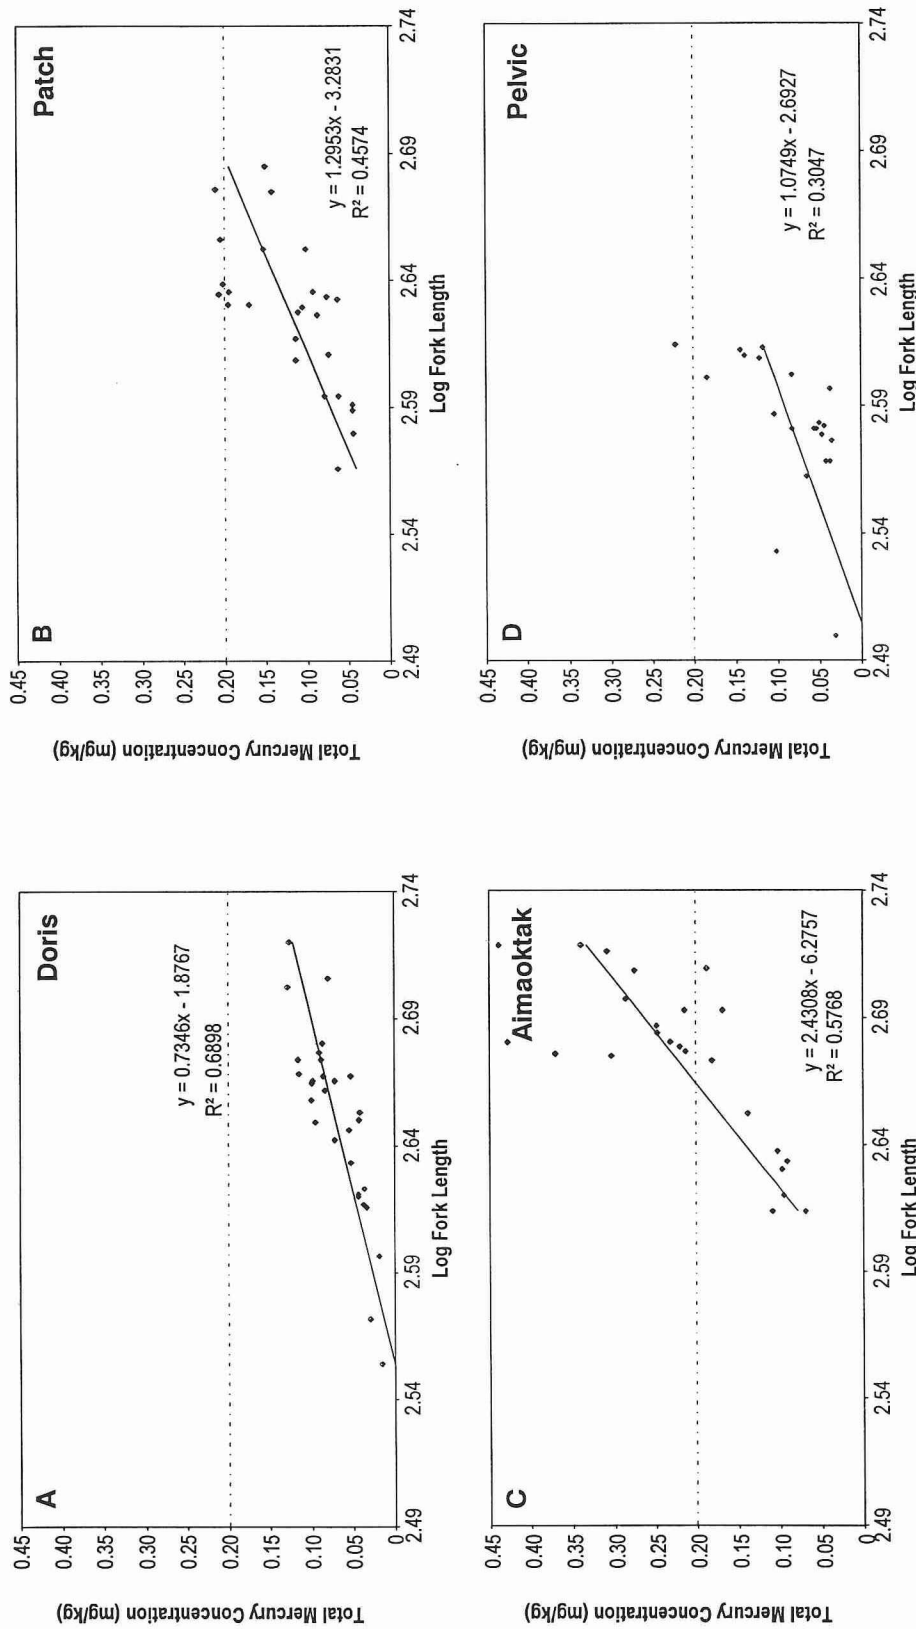 A
Doris
y = 0.7346x - 1.8767
R² = 0.6898
Total Mercury Concentration (mg/kg)
0.45
0.40
0.35
0.30
0.25
0.20
0.15
0.10
0.05
0
2.49
2.54
2.59
2.64
2.69
2.74
Log Fork Length
B
Patch
y = 1.2953x - 3.2831
R² = 0.4574
Total Mercury Concentration (mg/kg)
0.45
0.40
0.35
0.30
0.25
0.20
0.15
0.10
0.05
0
2.49
2.54
2.59
2.64
2.69
2.74
Log Fork Length
C
Aimaoktak
y = 2.4308x - 6.2757
R² = 0.5768
Total Mercury Concentration (mg/kg)
0.45
0.40
0.35
0.30
0.25
0.20
0.15
0.10
0.05
0
2.49
2.54
2.59
2.64
2.69
2.74
Log Fork Length
D
Pelvic
y = 1.0749x - 2.6927
R² = 0.3047
Total Mercury Concentration (mg/kg)
0.45
0.40
0.35
0.30
0.25
0.20
0.15
0.10
0.05
0
2.49
2.54
2.59
2.64
2.69
2.74
Log Fork Length